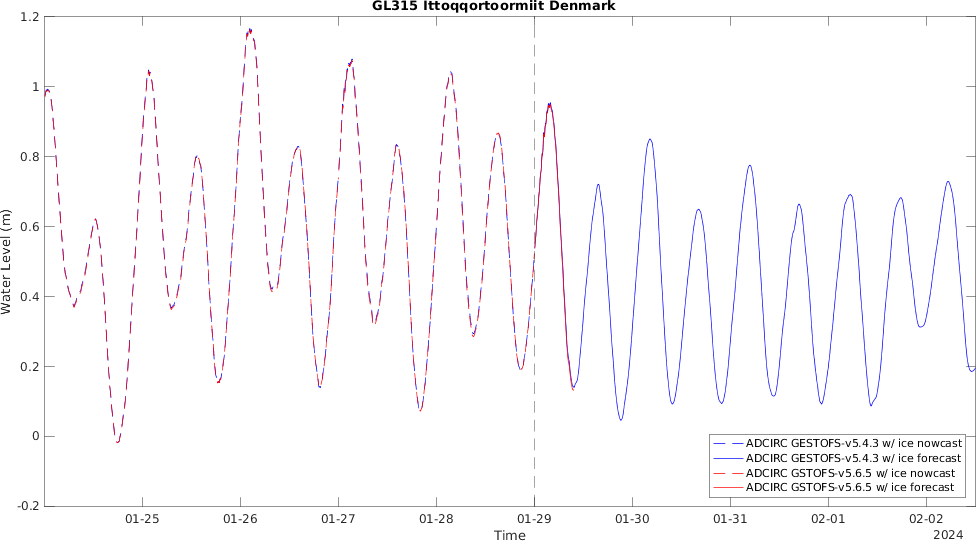 GL315 Ittoqqortoormiit Denmark
1.2
1
0.8
0.6
0.4
0.2
0
-0.2
Water Level (m)
01-25
01-26
01-27
01-28
01-29
01-30
01-31
02-01
02-02
Time
2024
ADCIRC GESTOFS-v5.4.3 w/ ice nowcast
ADCIRC GESTOFS-v5.4.3 w/ ice forecast
ADCIRC GSTOFS-v5.6.5 w/ ice nowcast
ADCIRC GSTOFS-v5.6.5 w/ ice forecast